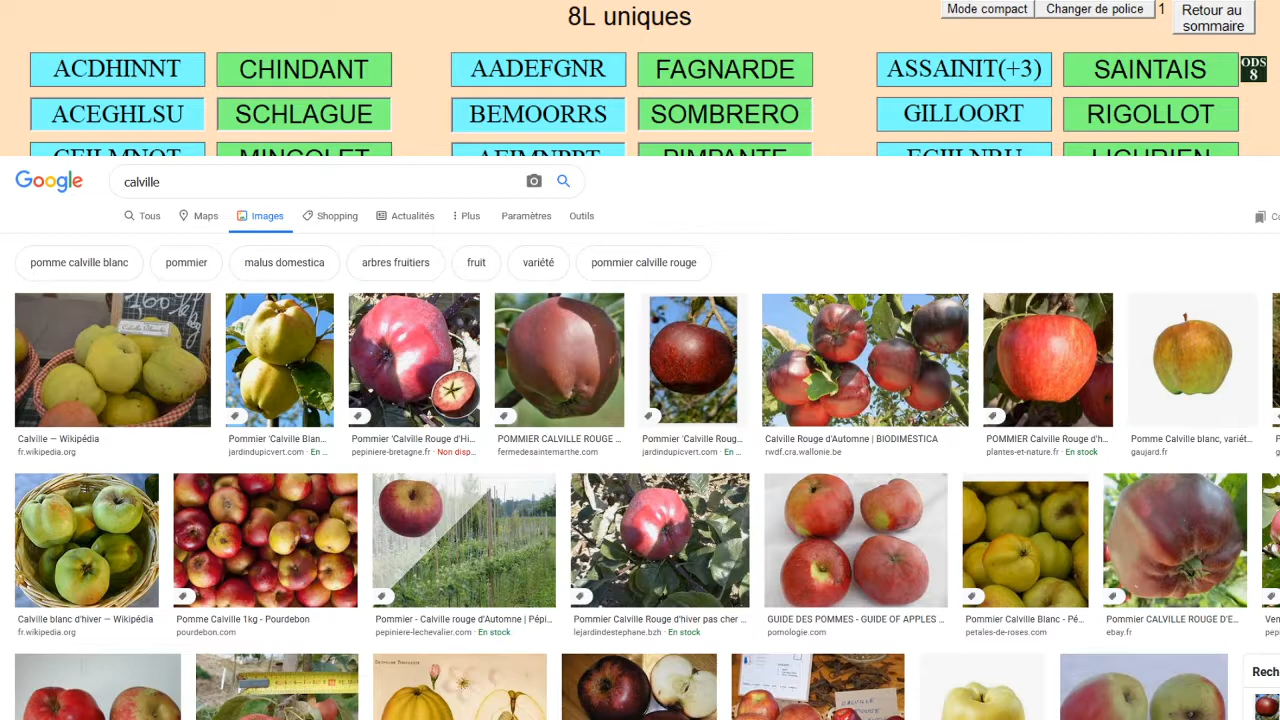 8L uniques
Mode compact
Changer de police
1
Retour au
sommaire
ACDHINNT
CHINDANT
AADEFGNR
FAGNARDE
ASSAINIT(+3)
SAINTAIS
ODS
8
ACEGHLSU
SCHLAGUE
BEMOORRS
SOMBRERO
GILLOORT
RIGOLLOT
MINGOLET
PIMPANTE
LIGURIEN
Google
calville
Tous
Maps
Images
Shopping
Actualités
Plus
Paramètres
Outils
pomme calville blanc
pommier
malus domestica
arbres fruitiers
fruit
variété
pommier calville rouge
160
Calville — Wikipédia
fr.wikipedia.org
Pommier 'Calville Blan...
jardindupicvert.com · En ...
Pommier 'Calville Rouge d'Hi...
pepiniere-bretagne.fr · Non disp...
POMMIER CALVILLE ROUGE ...
fermedesaintemarthe.com
Pommier 'Calville Roug...
jardindupicvert.com · En ...
Calville Rouge d'Automne | BIODIMESTICA
rwdf.cra.wallonie.be
POMMIER Calville Rouge d'h...
plantes-et-nature.fr · En stock
Pomme Calville blanc, variét...
gaujard.fr
Calville blanc d'hiver — Wikipédia
fr.wikipedia.org
Pomme Calville 1kg - Pourdebon
pourdebon.com
Pommier - Calville rouge d'Automne | Pépi...
pepiniere-lechevalier.com · En stock
Pommier Calville Rouge d'hiver pas cher ...
lejardindestephane.bzh · En stock
GUIDE DES POMMES - GUIDE OF APPLES ...
pomologie.com
Pommier Calville Blanc - Pé...
petales-de-roses.com
Pommier CALVILLE ROUGE D'E...
ebay.fr
Ven
Rech